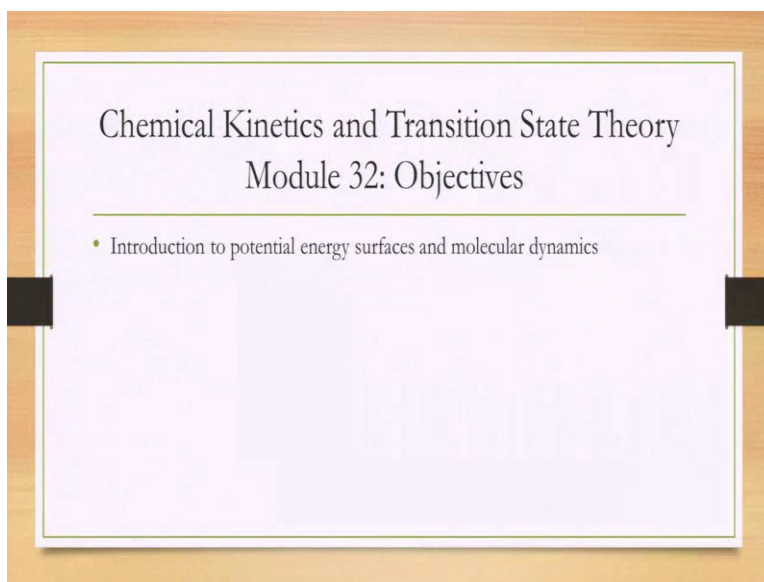 Chemical Kinetics and Transition State Theory
Module 32: Objectives
• Introduction to potential energy surfaces and molecular dynamics